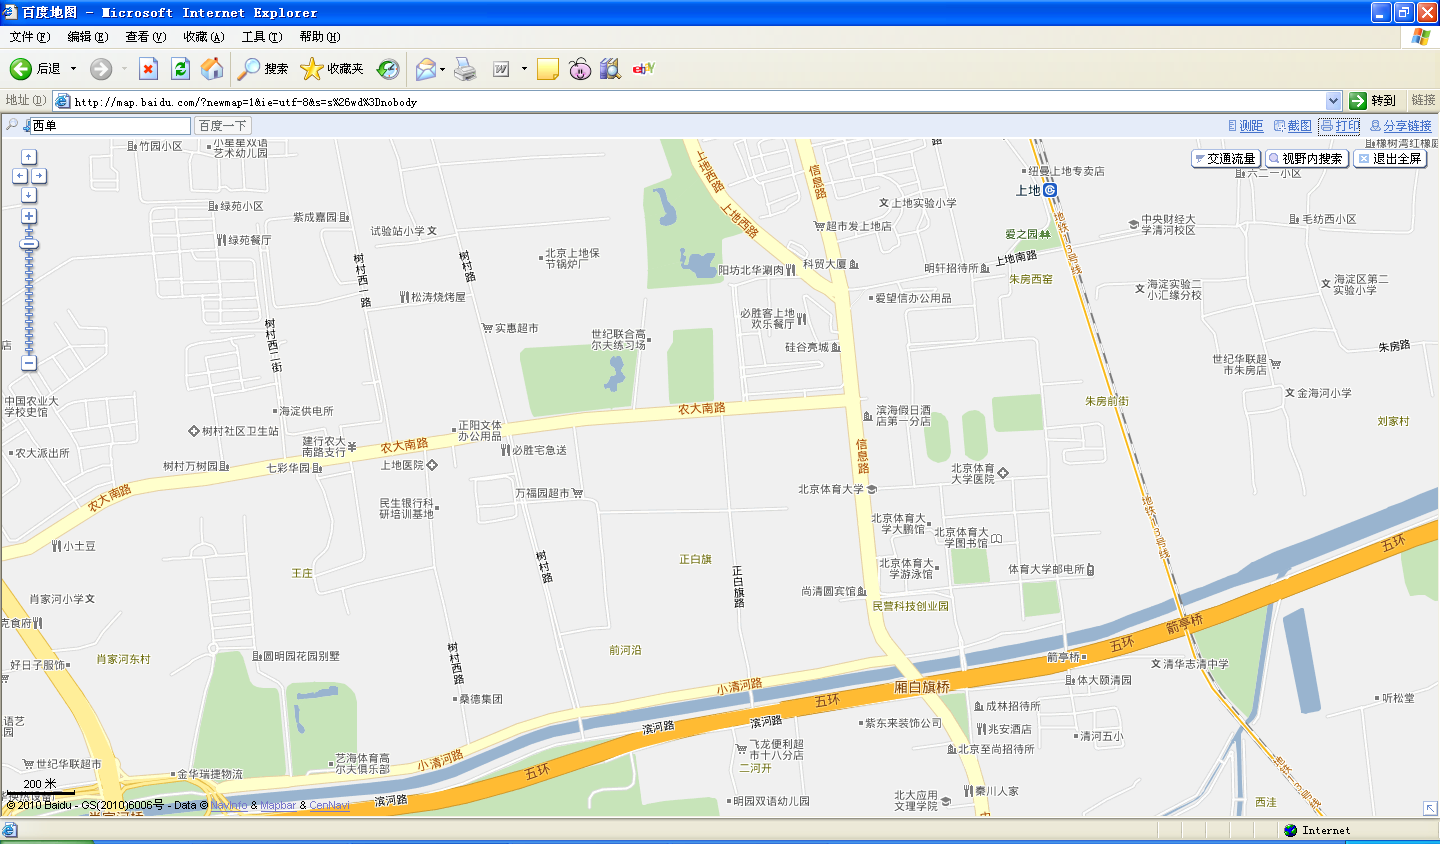 百度地图 - Microsoft Internet Explorer
文件(F) 编辑(E) 查看(V) 收藏(A) 工具(T) 帮助(H)
后退 搜索 收藏夹
地址(D) http://map.baidu.com/?newmap=1&ie=utf-8&s=s%26wd%3Dnobody 转到 链接
西单 百度一下 测距 截图 打印 分享链接
交通流量 视野内搜索 退出全屏
竹园小区
小星星双语
艺术幼儿园
上地西路
信息路
纽曼上地专卖店
六二一小区
上地
绿苑小区
紫成嘉园
试验站小学
上地西路
上地实验小学
超市发上地店
地铁13号线
中央财经大
学清河校区
毛纺西小区
绿苑餐厅
爱之园
树村西一路
树村路
北京上地保
节锅炉厂
阳坊北华涮肉
科贸大厦
明轩招待所
上地南路
朱房西窑
松涛烧烤屋
爱望信办公用品
海淀实验二
小汇缘分校
海淀区第二
实验小学
树村西二街
实惠超市
世纪联合高
尔夫练习场
必胜客上地
欢乐餐厅
硅谷亮城
店
朱房路
世纪华联超
市朱房店
金海河小学
中国农业大
学校史馆
海淀供电所
农大南路
滨海假日酒
店第一分店
朱房前街
刘家村
树村社区卫生站
正阳文体
办公用品
建行农大
南路支行
农大南路
必胜宅急送
信息路
农大派出所
树村万树园
七彩华园
上地医院
北京体育
大学医院
农大南路
万福园超市
北京体育大学
民生银行科
研培训基地
地铁13号线
北京体育大
学大鹏馆
北京体育大
学图书馆
五环
小土豆
树村路
正白旗
正白旗路
北京体育大
学游泳馆
体育大学邮电所
王庄
肖家河小学
尚清圆宾馆
民营科技创业园
克食府
箭亭桥
树村西路
前河沿
五环
圆明园花园别墅
肖家河东村
好日子服饰
箭亭桥
清华志清中学
桑德集团
小清河路
厢白旗桥
体大颐清园
五环
成林招待所
听松堂
语艺
园
滨河路
滨河路
紫东来装饰公司
兆安酒店
清河五小
小清河路
飞龙便利超
市十八分店
二河开
北京至尚招待所
世纪华联超市
艺海体育高
尔夫俱乐部
金华瑞捷物流
五环
地铁13号线
200 米
滨河路
明园双语幼儿园
北大应用
文理学院
秦川人家
西洼
© 2010 Baidu - GS(2010)6006号 - Data © NavInfo & Mapbar & CenNavi
Internet